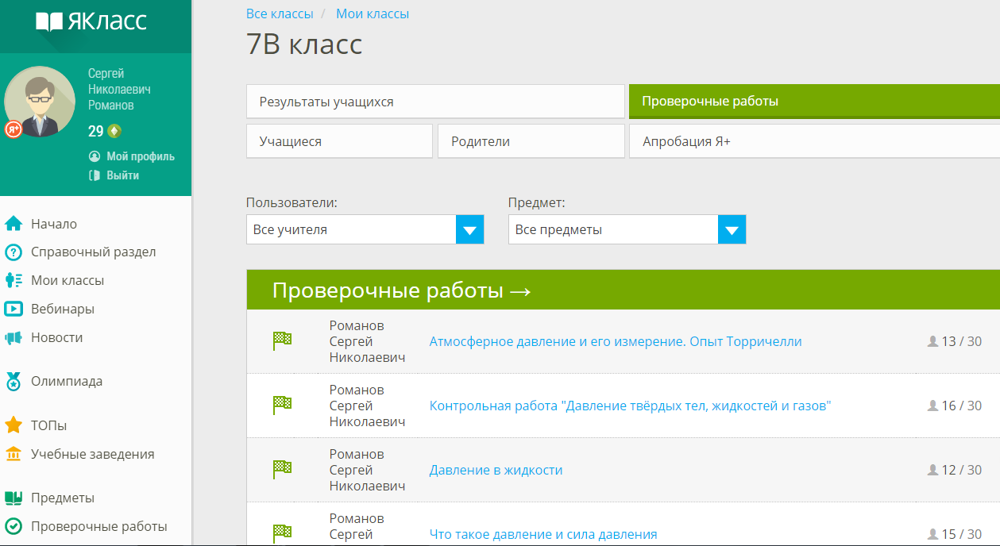 ЯКласс
Сергей
Николаевич
Романов
29
Я+
Мой профиль
Выйти
Начало
Справочный раздел
Мои классы
Вебинары
Новости
Олимпиада
ТОПы
Учебные заведения
Предметы
Проверочные работы
Все классы / Мои классы
7В класс
Результаты учащихся
Проверочные работы
Учащиеся
Родители
Апробация Я+
Пользователи:
Предмет:
Все учителя
Все предметы
Проверочные работы →
Романов
Сергей
Николаевич
Атмосферное давление и его измерение. Опыт Торричелли
13 / 30
Романов
Сергей
Николаевич
Контрольная работа "Давление твёрдых тел, жидкостей и газов"
16 / 30
Романов
Сергей
Николаевич
Давление в жидкости
12 / 30
Романов
Сергей
Что такое давление и сила давления
15 / 30